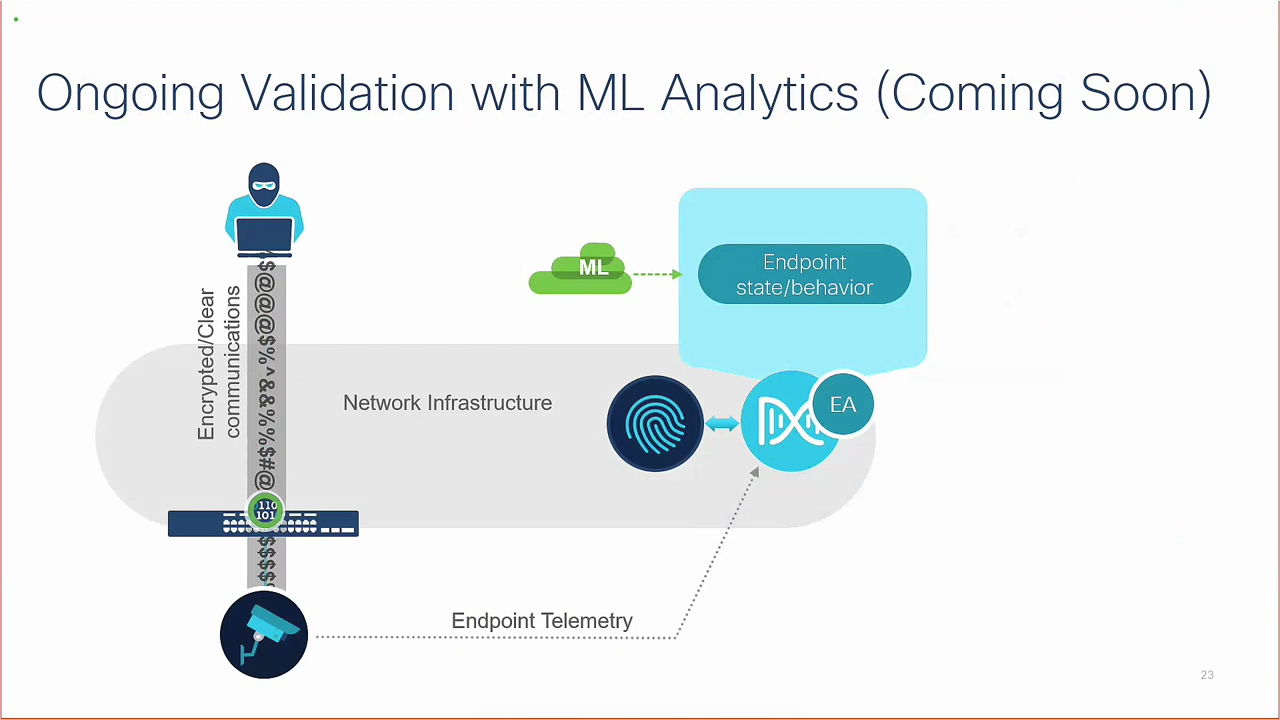 Ongoing Validation with ML Analytics (Coming Soon)
ML
Endpoint
state/behavior
Encrypted/Clear
communications
$@@@$%^&&%%$#@
Network Infrastructure
EA
110
101
$$$$$
Endpoint Telemetry
23